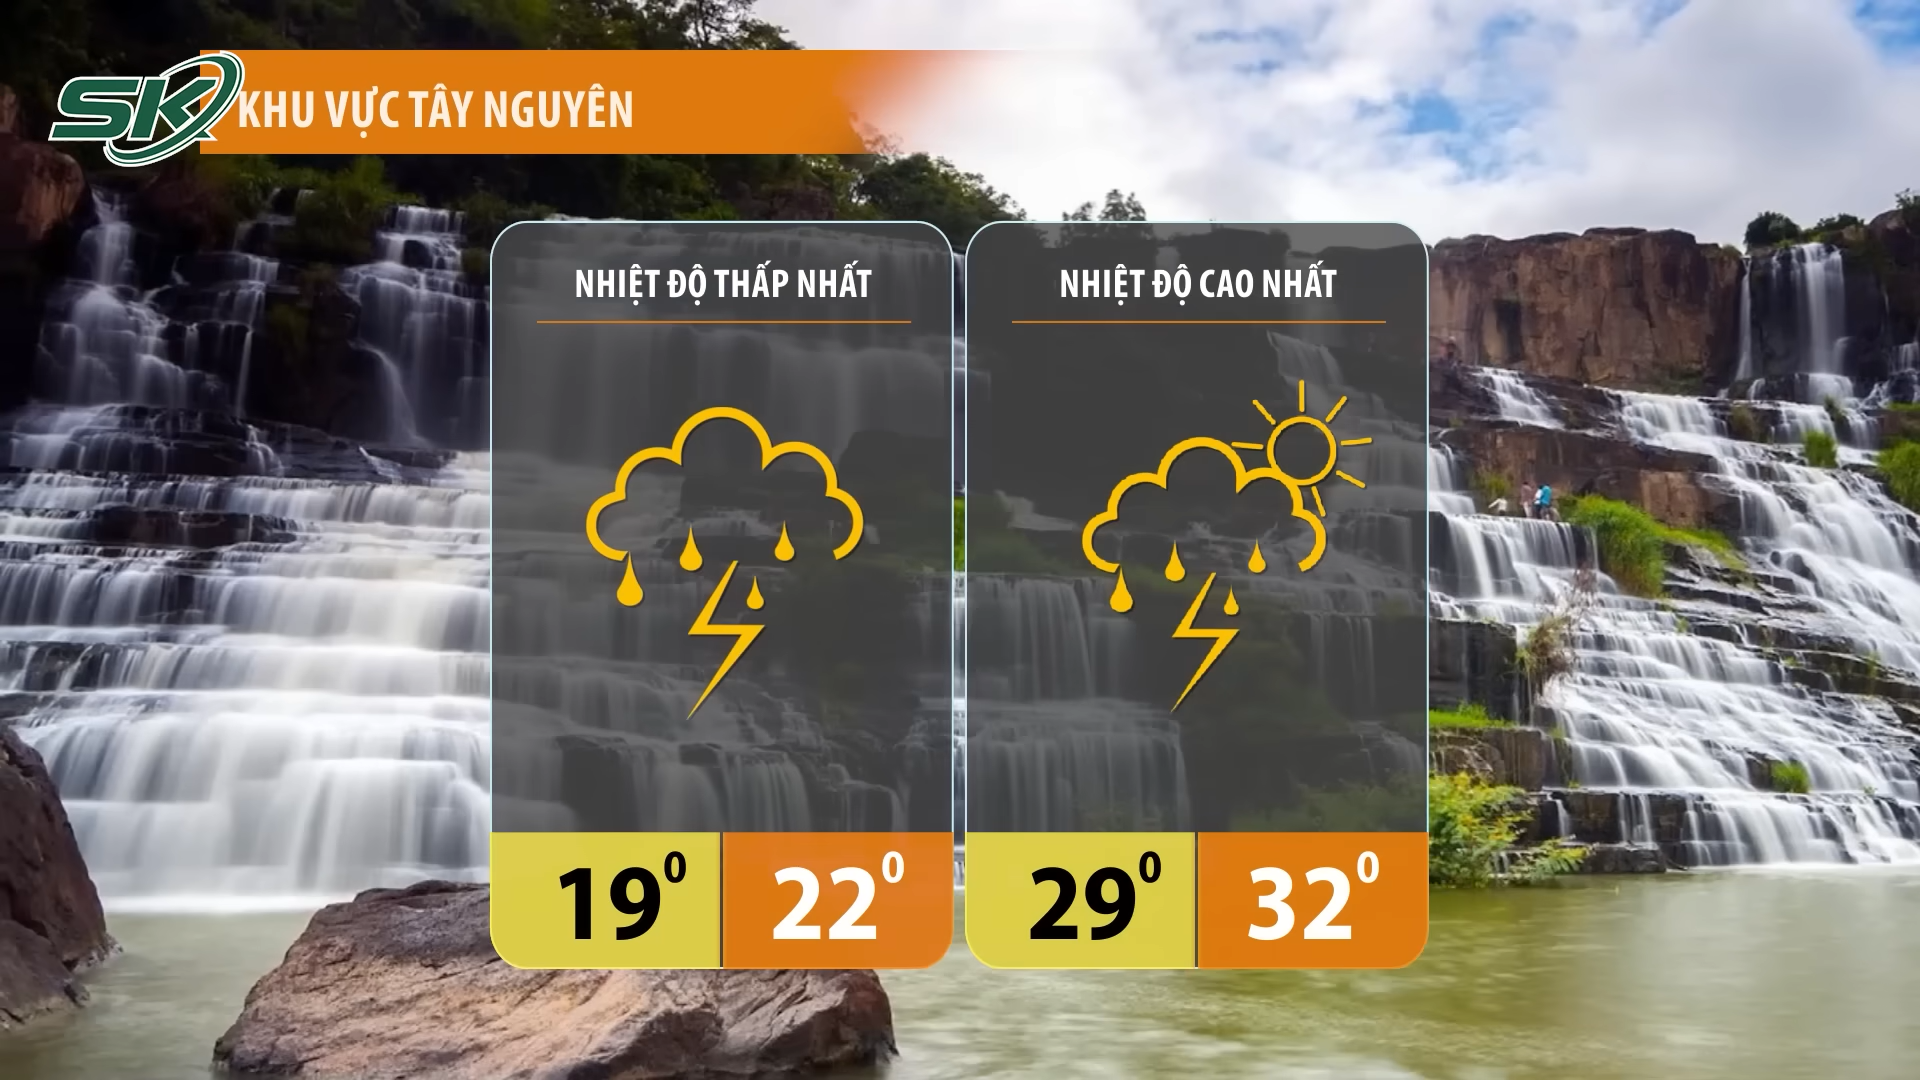 SK
KHU VỰC TÂY NGUYÊN
NHIỆT ĐỘ THẤP NHẤT
NHIỆT ĐỘ CAO NHẤT
19⁰ 22⁰
29⁰ 32⁰